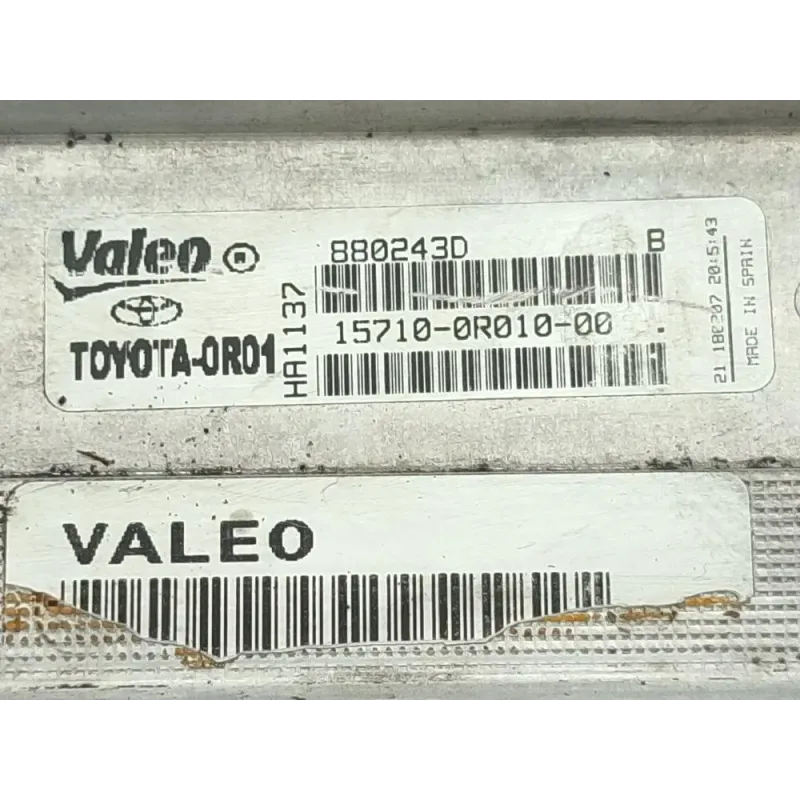 Valeo
TOYOTA-0R01
HA1137
880243D B
15710-0R010-00 .
21 180207 20:5:43
MADE IN SPAIN
VALEO